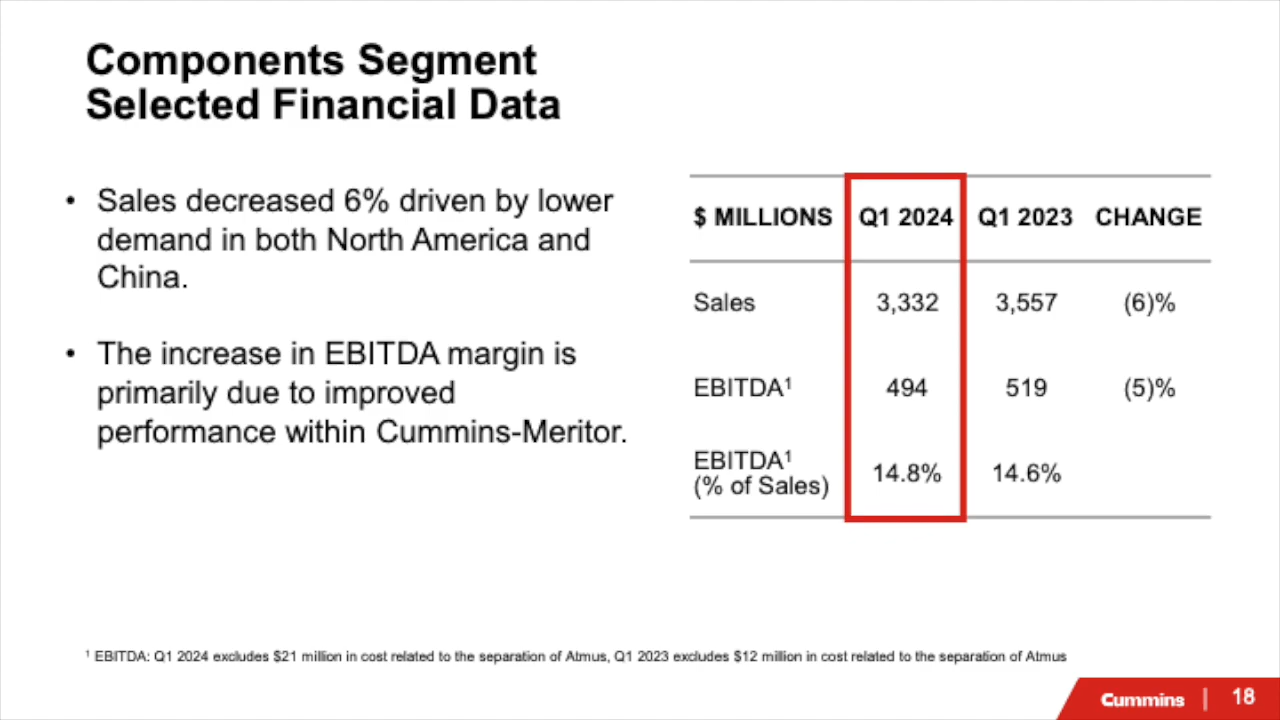 Components Segment
Selected Financial Data
• Sales decreased 6% driven by lower
demand in both North America and
China.
• The increase in EBITDA margin is
primarily due to improved
performance within Cummins-Meritor.
$ MILLIONS Q1 2024 Q1 2023 CHANGE
Sales 3,332 3,557 (6)%
EBITDA¹ 494 519 (5)%
EBITDA¹
(% of Sales) 14.8% 14.6%
¹ EBITDA: Q1 2024 excludes $21 million in cost related to the separation of Atmus, Q1 2023 excludes $12 million in cost related to the separation of Atmus
Cummins | 18